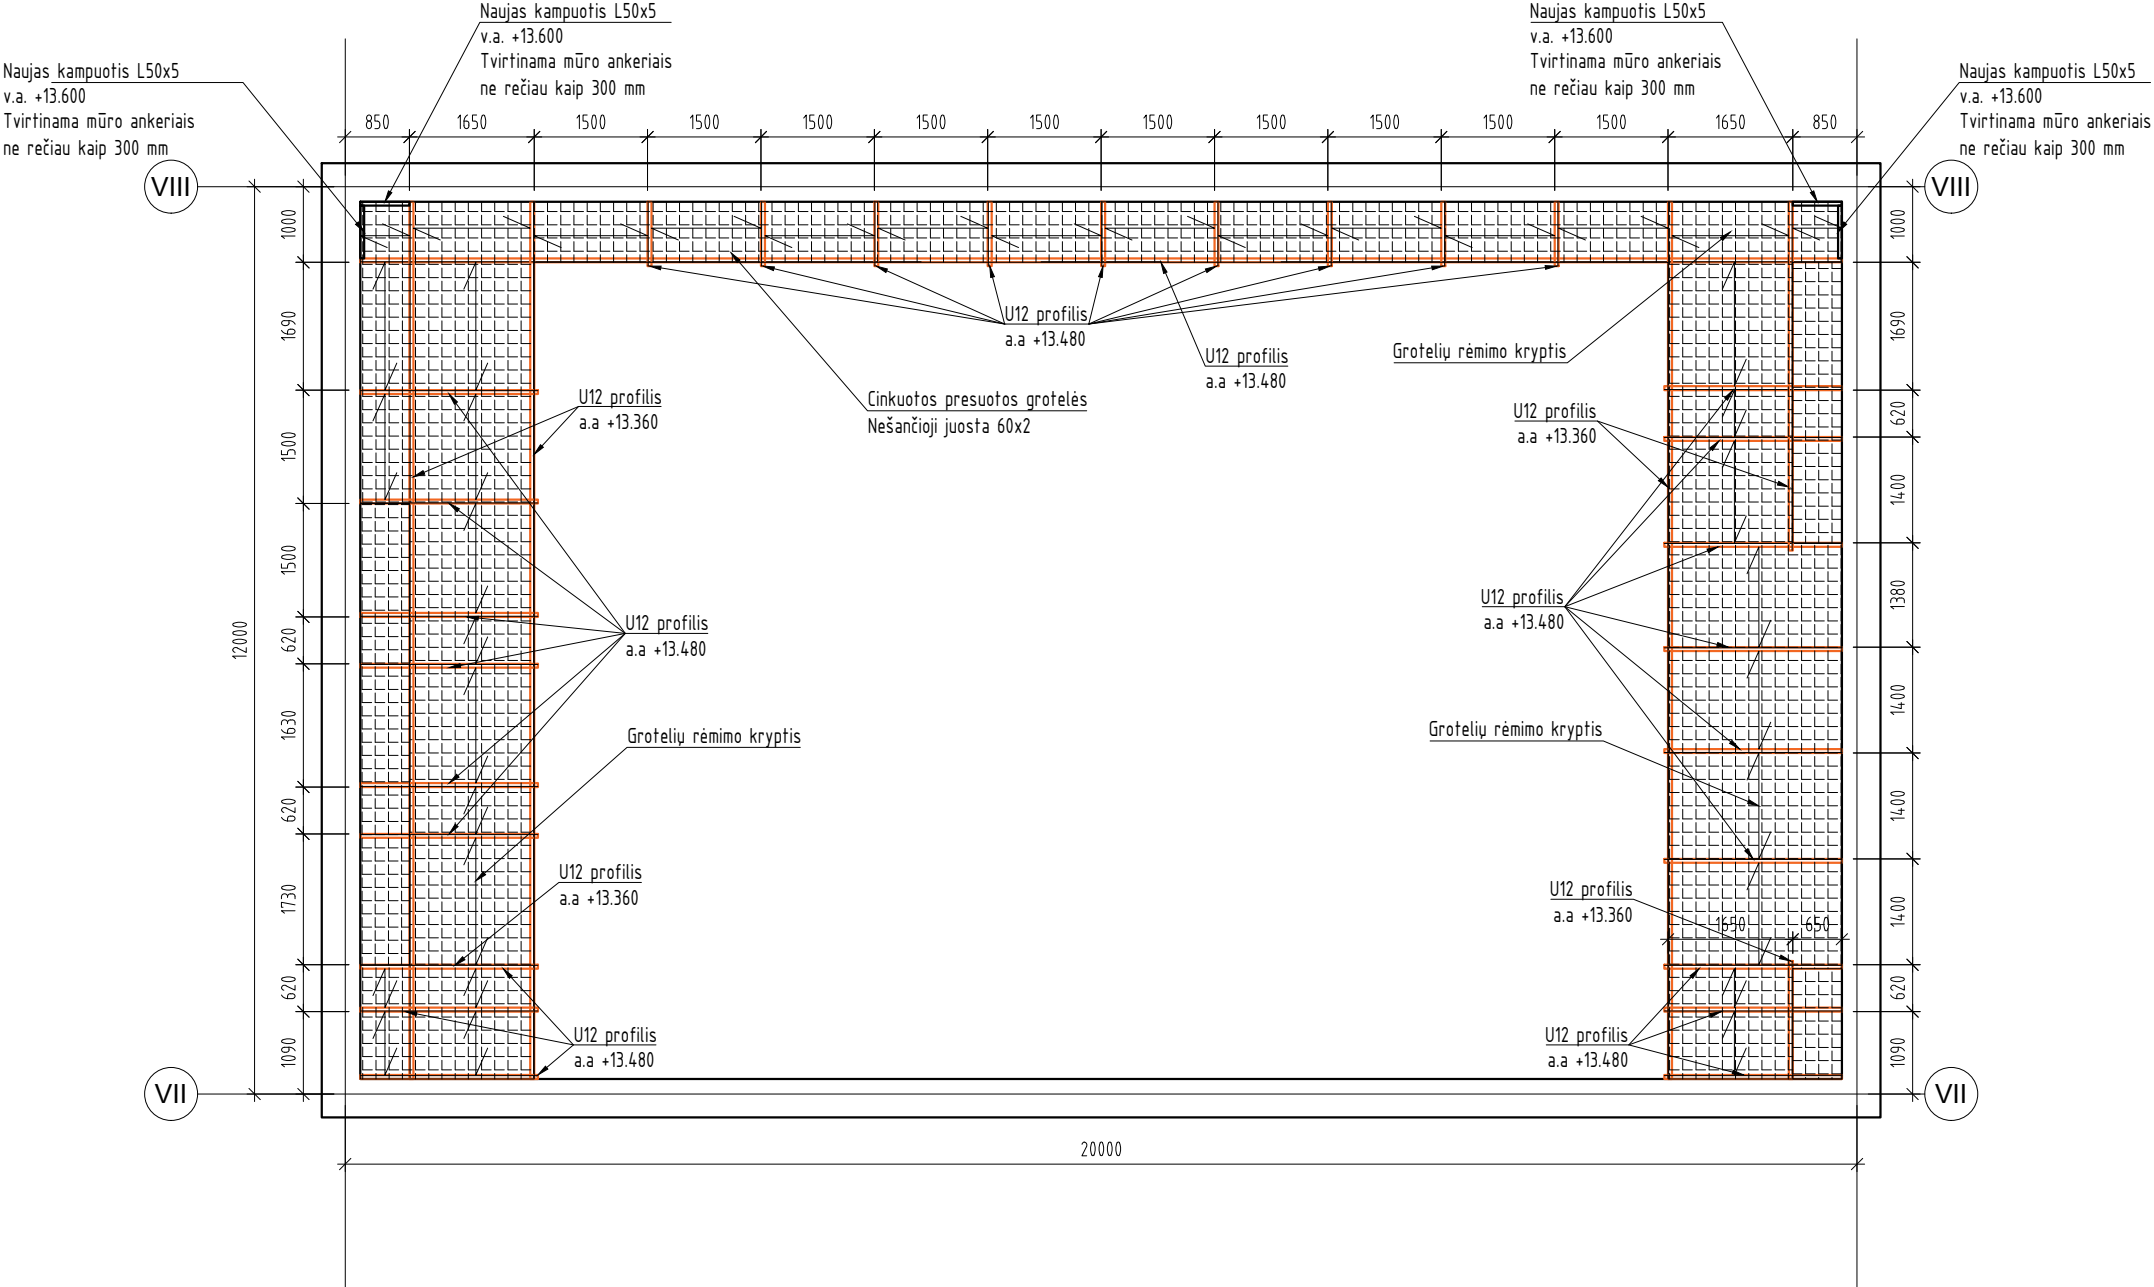 Naujas kampuotis L50x5
v.a. +13.600
Tvirtinama mūro ankeriais
ne rečiau kaip 300 mm
Naujas kampuotis L50x5
v.a. +13.600
Tvirtinama mūro ankeriais
ne rečiau kaip 300 mm
Naujas kampuotis L50x5
v.a. +13.600
Tvirtinama mūro ankeriais
ne rečiau kaip 300 mm
Naujas kampuotis L50x5
v.a. +13.600
Tvirtinama mūro ankeriais
ne rečiau kaip 300 mm
850 1650 1500 1500 1500 1500 1500 1500 1500 1500 1500 1500 1650 850
VIII
VIII
12000
1000
1690
1500
1500
620
1630
620
1730
620
1090
U12 profilis
a.a +13.480
U12 profilis
a.a +13.480
Grotelių rėmimo kryptis
Cinkuotos presuotos grotelės
Nešančioji juosta 60x2
U12 profilis
a.a +13.360
U12 profilis
a.a +13.360
U12 profilis
a.a +13.480
U12 profilis
a.a +13.480
Grotelių rėmimo kryptis
Grotelių rėmimo kryptis
U12 profilis
a.a +13.360
U12 profilis
a.a +13.360
1650 650
U12 profilis
a.a +13.480
U12 profilis
a.a +13.480
1000
1690
620
1400
1380
1400
1400
1400
620
1090
VII
VII
20000